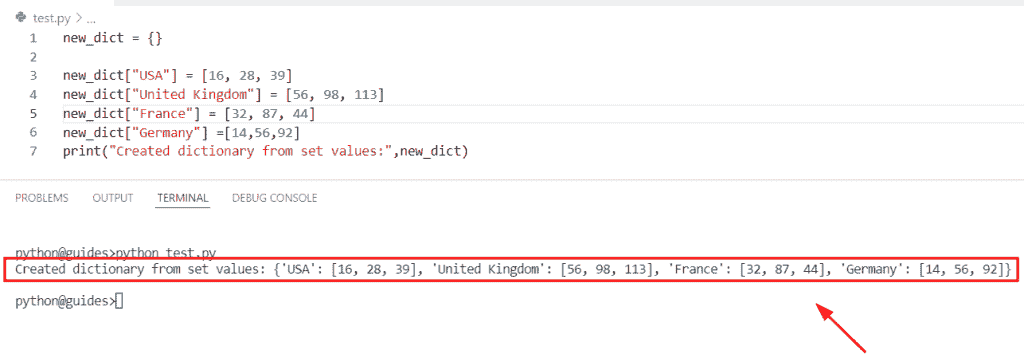 test.py > ...
1 new_dict = {}
2
3 new_dict["USA"] = [16, 28, 39]
4 new_dict["United Kingdom"] = [56, 98, 113]
5 new_dict["France"] = [32, 87, 44]
6 new_dict["Germany"] =[14,56,92]
7 print("Created dictionary from set values:",new_dict)
PROBLEMS OUTPUT TERMINAL DEBUG CONSOLE
python@guides>python test.py
Created dictionary from set values: {'USA': [16, 28, 39], 'United Kingdom': [56, 98, 113], 'France': [32, 87, 44], 'Germany': [14, 56, 92]}
python@guides>